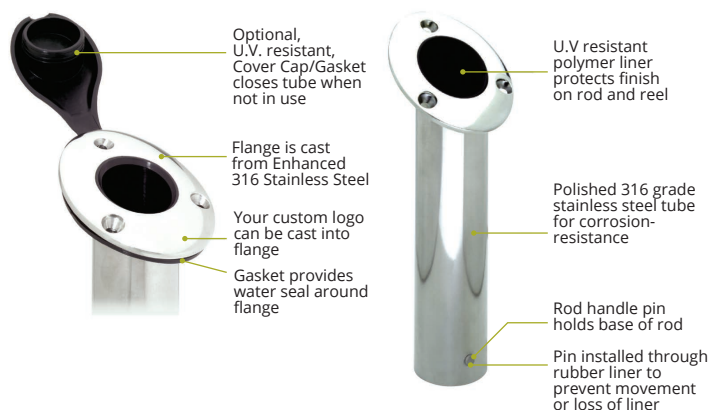 Optional,
U.V. resistant,
Cover Cap/Gasket
closes tube when
not in use
Flange is cast
from Enhanced
316 Stainless Steel
Your custom logo
can be cast into
flange
Gasket provides
water seal around
flange
U.V resistant
polymer liner
protects finish
on rod and reel
Polished 316 grade
stainless steel tube
for corrosion-
resistance
Rod handle pin
holds base of rod
Pin installed through
rubber liner to
prevent movement
or loss of liner